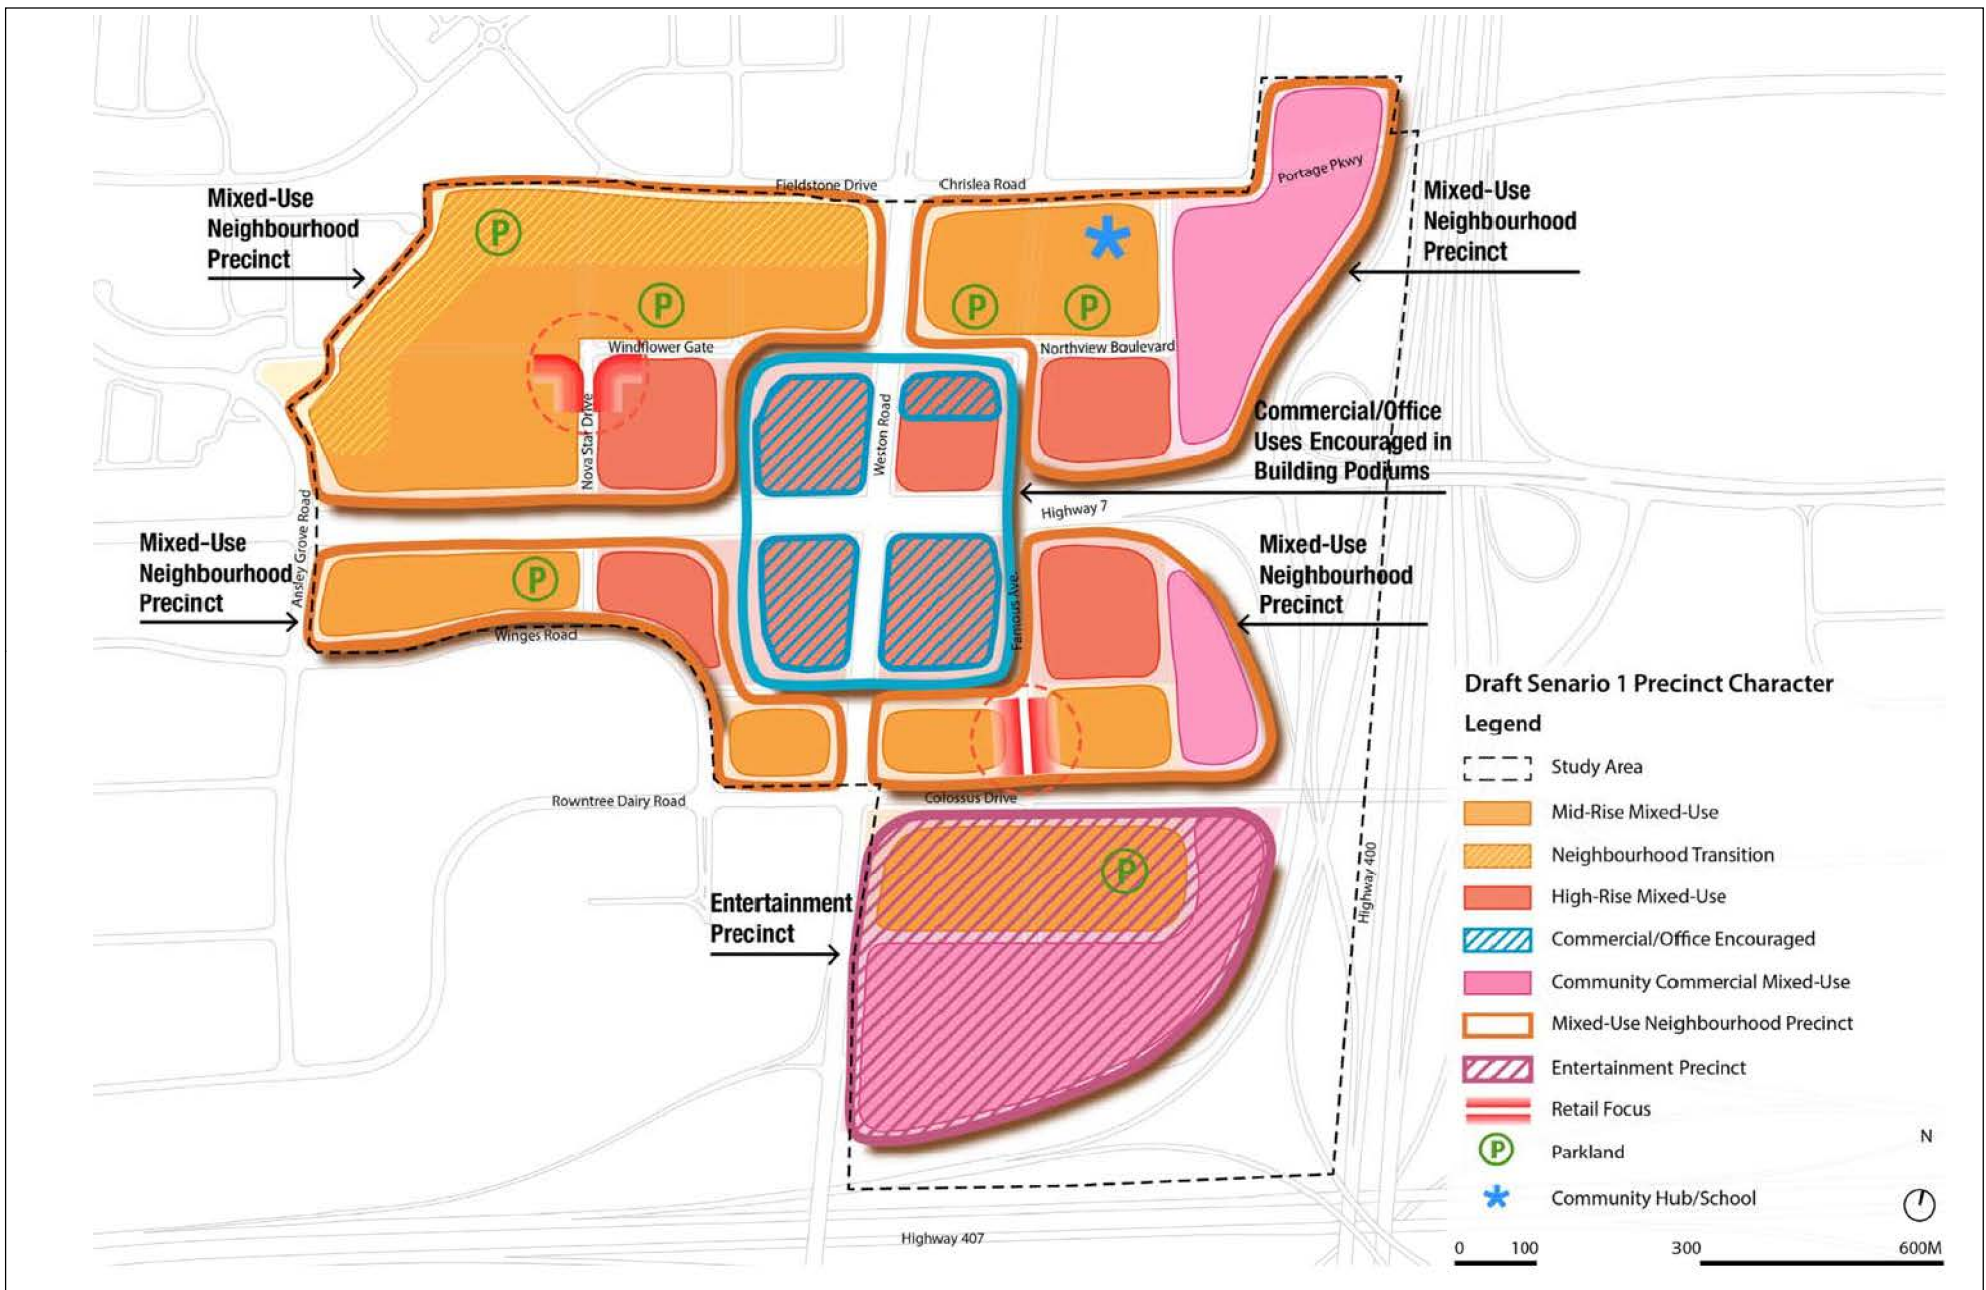 Fieldstone Drive
Chrislea Road
Portage Pkwy
Mixed-Use
Neighbourhood
Precinct
Mixed-Use
Neighbourhood
Precinct
P
P
P
P
Windflower Gate
Northview Boulevard
Nova Star Drive
Weston Road
Commercial/Office
Uses Encouraged in
Building Podiums
Highway 7
Ansley Grove Road
Mixed-Use
Neighbourhood
Precinct
P
Mixed-Use
Neighbourhood
Precinct
Famous Ave.
Winges Road
Rowntree Dairy Road
Colossus Drive
P
Highway 400
Entertainment
Precinct
Highway 407
Draft Senario 1 Precinct Character
Legend
Study Area
Mid-Rise Mixed-Use
Neighbourhood Transition
High-Rise Mixed-Use
Commercial/Office Encouraged
Community Commercial Mixed-Use
Mixed-Use Neighbourhood Precinct
Entertainment Precinct
Retail Focus
P Parkland
Community Hub/School
N
0 100 300 600M